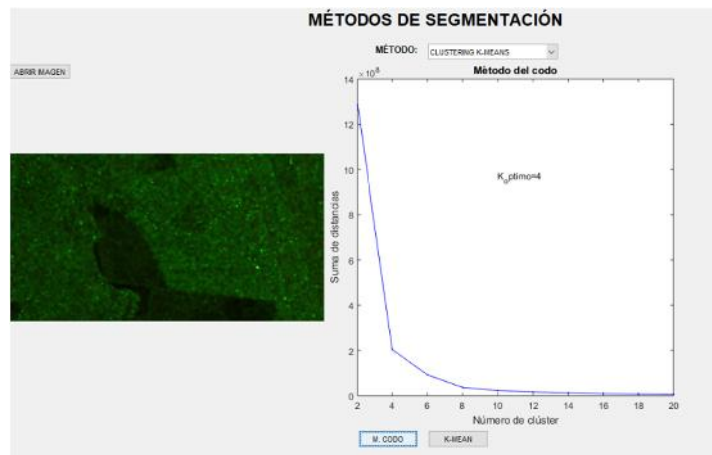 MÉTODOS DE SEGMENTACIÓN
MÉTODO: CLUSTERING K-MEANS
ABRIR IMAGEN
Mètodo del codo
×10^8
14
12
10
8
6
4
2
0
Suma de distancias
K_optimo=4
2 4 6 8 10 12 14 16 18 20
Número de clúster
M. CODO K-MEAN